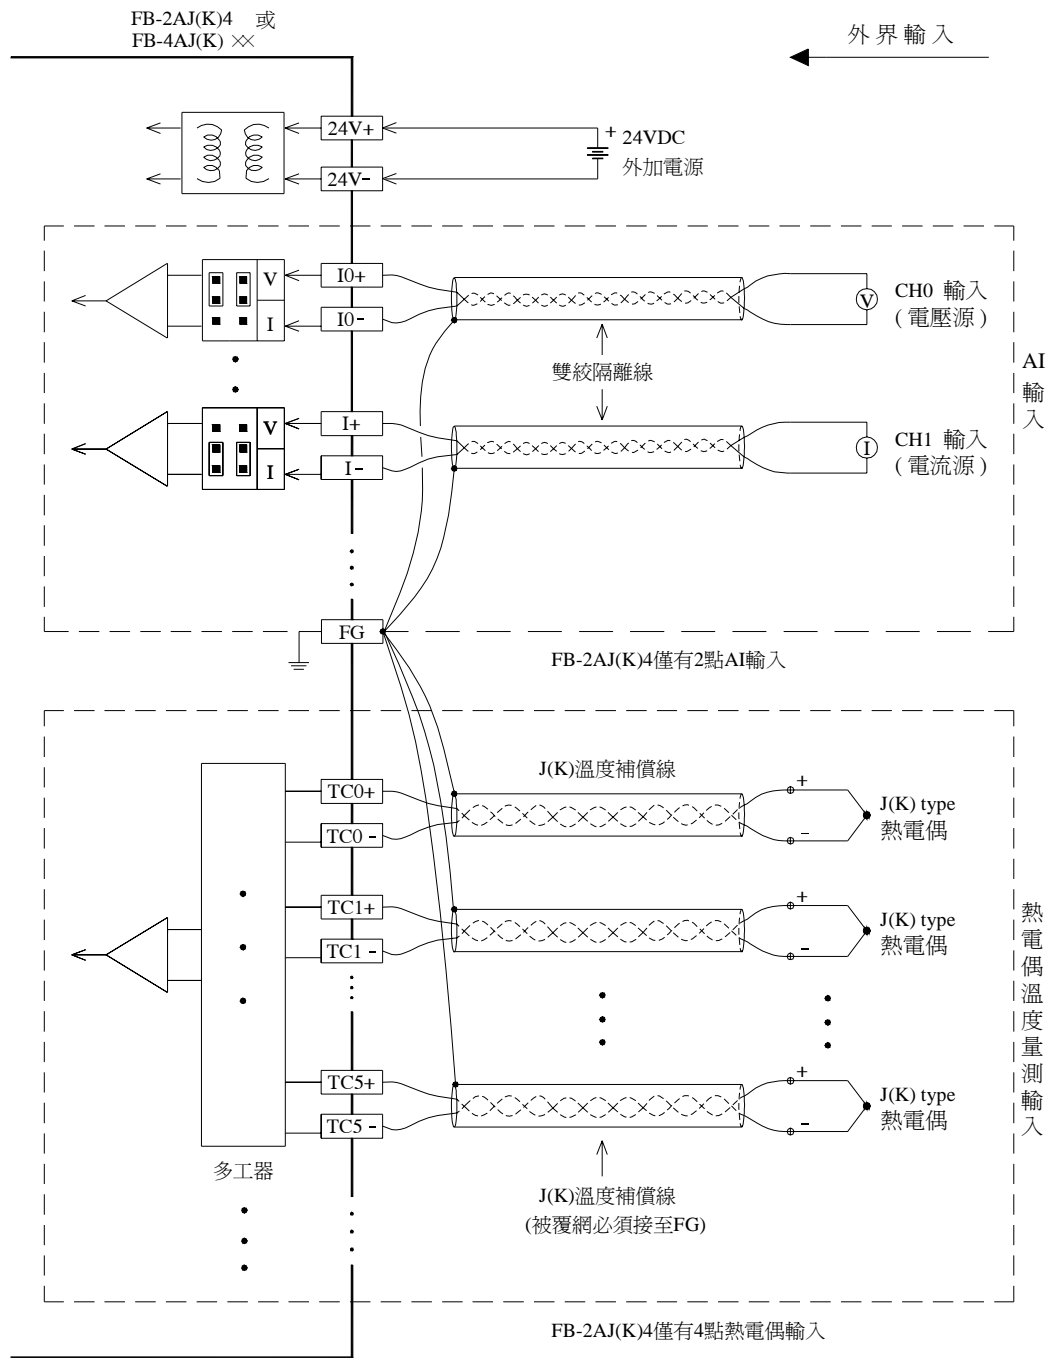 FB-2AJ(K)4 或
FB-4AJ(K) ××
外界輸入
24V+
24V-
+
24VDC
外加電源
I0+
I0-
V
I
V
CH0 輸入
(電壓源)
雙絞隔離線
AI輸入
I+
I-
V
I
I
CH1 輸入
(電流源)
FG
FB-2AJ(K)4僅有2點AI輸入
J(K)溫度補償線
TC0+
TC0-
+
-
J(K) type
熱電偶
TC1+
TC1-
+
-
J(K) type
熱電偶
熱電偶溫度量測輸入
TC5+
TC5-
+
-
J(K) type
熱電偶
多工器
J(K)溫度補償線
(被覆網必須接至FG)
FB-2AJ(K)4僅有4點熱電偶輸入